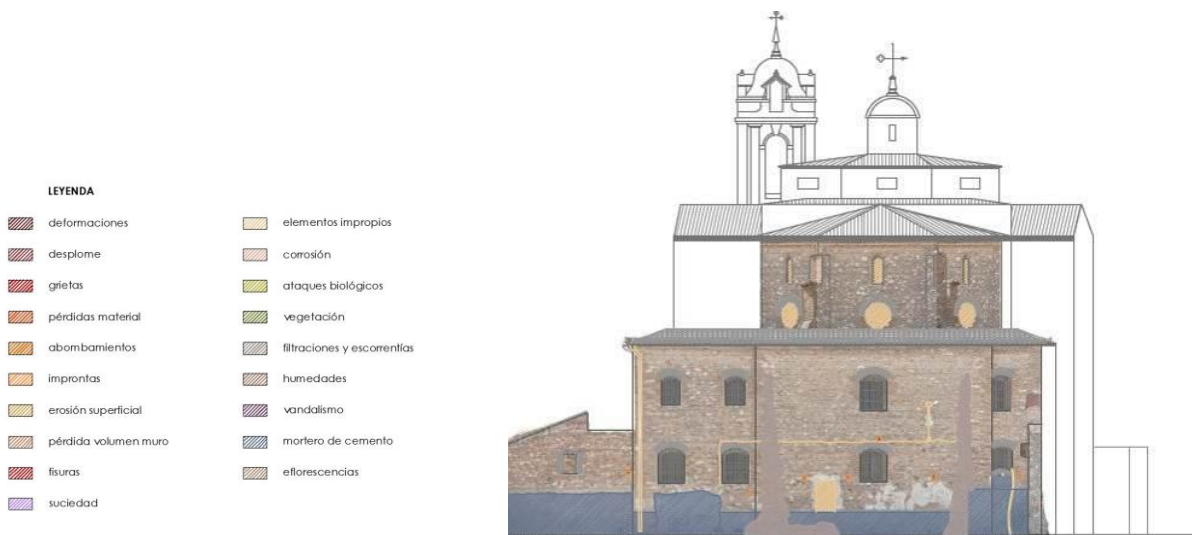 LEYENDA
deformaciones
desplome
grietas
pérdidas material
abombamientos
improntas
erosión superficial
pérdida volumen muro
fisuras
suciedad
elementos impropios
corrosión
ataques biológicos
vegetación
filtraciones y escorrentías
humedades
vandalismo
mortero de cemento
eflorescencias